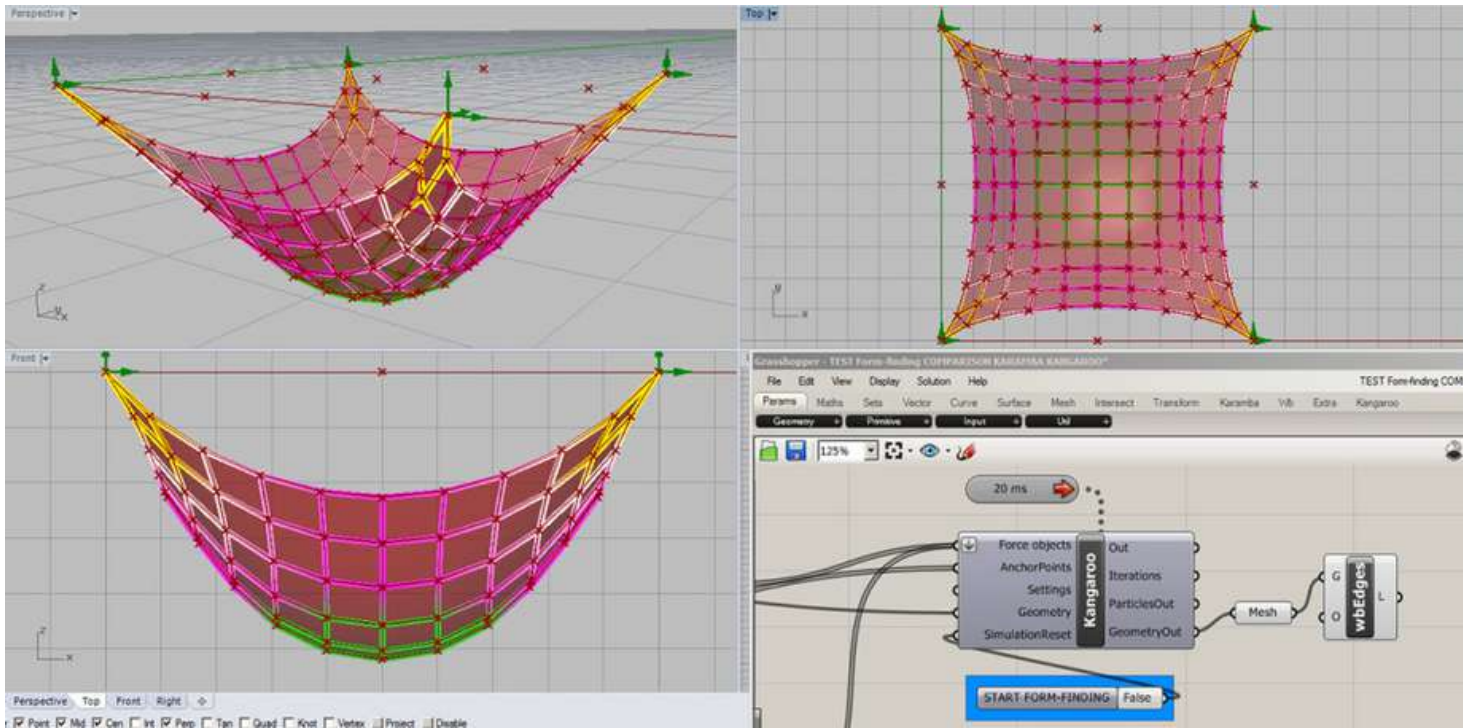 Perspective
Top
Front
z
y
x
y
x
z
x
Grasshopper - TEST Form-finding COMPARISON KARAMBA KANGAROO*
File Edit View Display Solution Help
TEST Form-finding COM
Params Maths Sets Vector Curve Surface Mesh Intersect Transform Karamba Wb Extra Kangaroo
Geometry Primitive Input Util
125%
20 ms
Force objects
AnchorPoints
Settings
Geometry
SimulationReset
Kangaroo
Out
Iterations
ParticlesOut
GeometryOut
Mesh
G
O
wbEdges
L
START FORM-FINDING False
Perspective Top Front Right
Point Mid Cen Int Perp Tan Quad Knot Vertex Project Disable